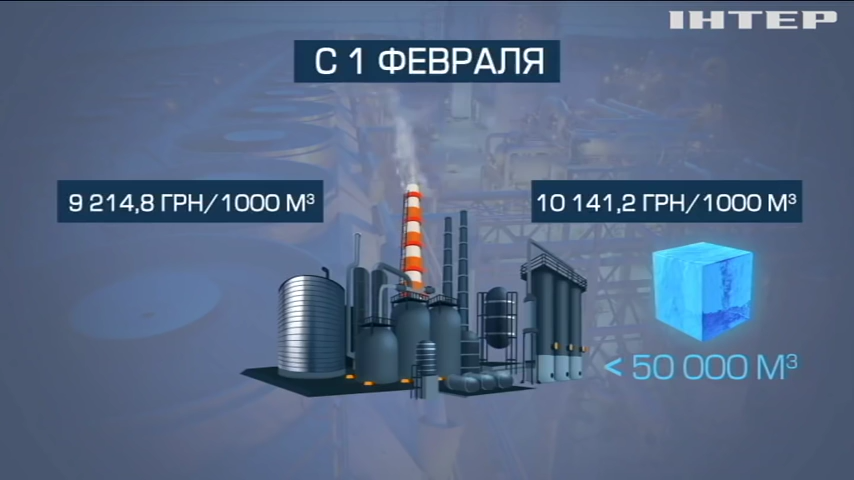 ІНТЕР
С 1 ФЕВРАЛЯ
9 214,8 ГРН/1000 М³
10 141,2 ГРН/1000 М³
< 50 000 М³